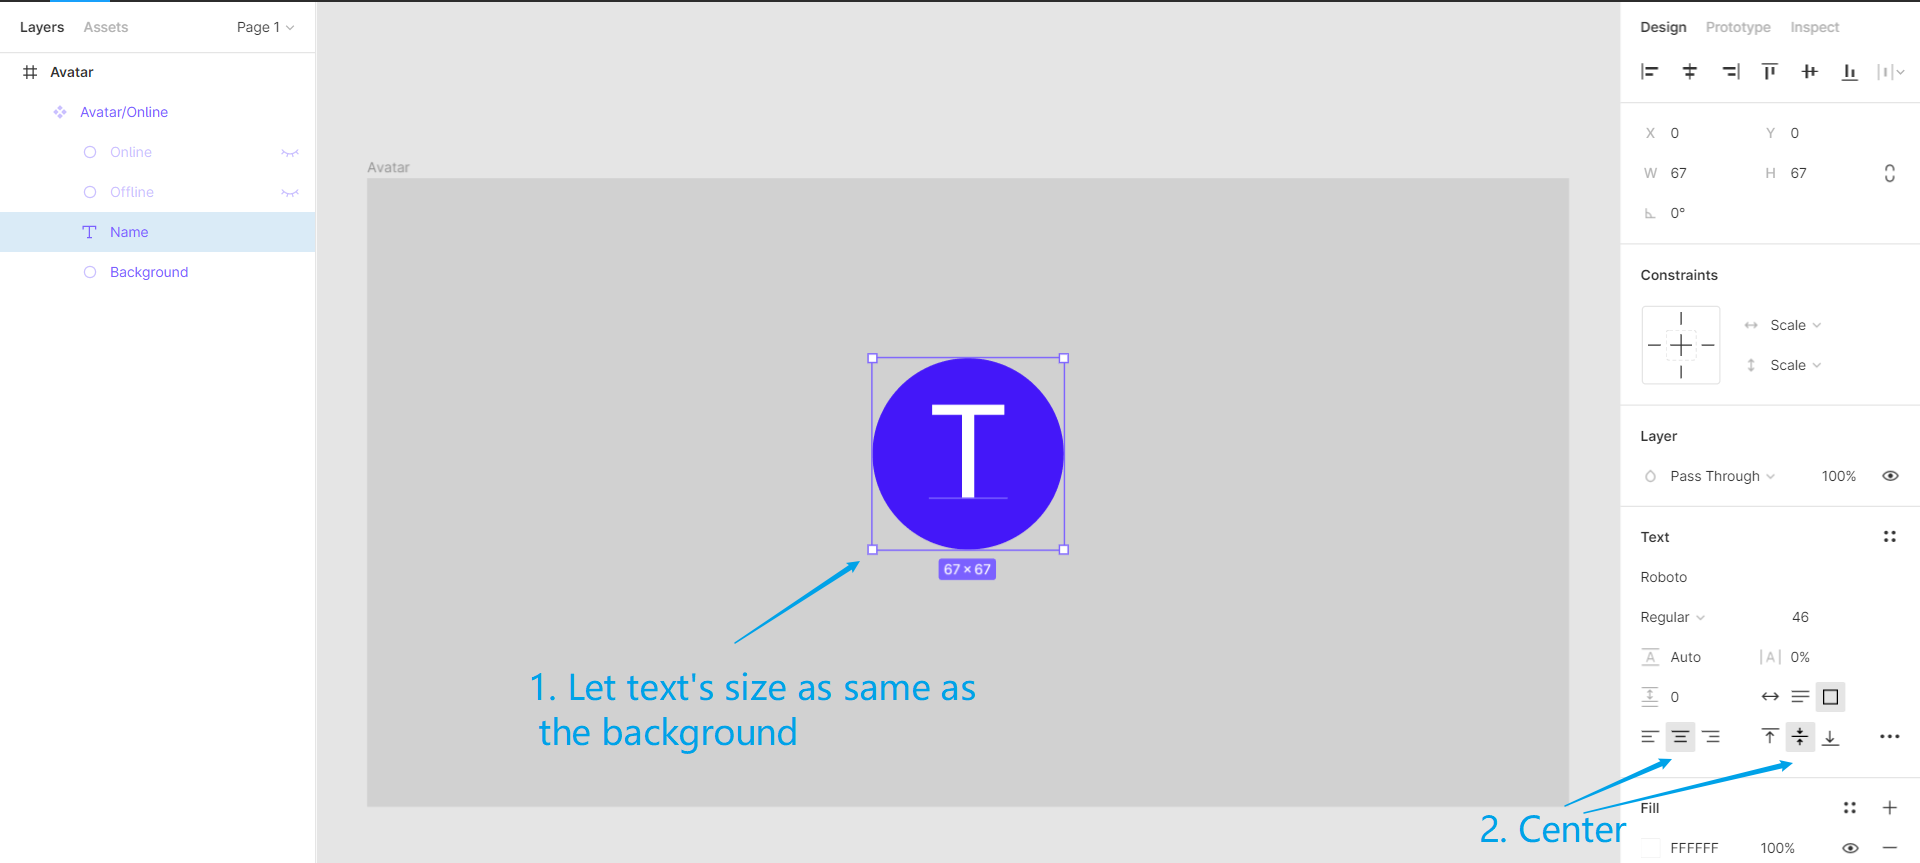 Layers Assets Page 1
Avatar
Avatar/Online
Online
Offline
Name
Background
Avatar
T
67 × 67
1. Let text's size as same as
the background
Design Prototype Inspect
X 0 Y 0
W 67 H 67
0°
Constraints
Scale
Scale
Layer
Pass Through 100%
Text
Roboto
Regular 46
A Auto |A| 0%
0
2. Center
Fill
FFFFFF 100%